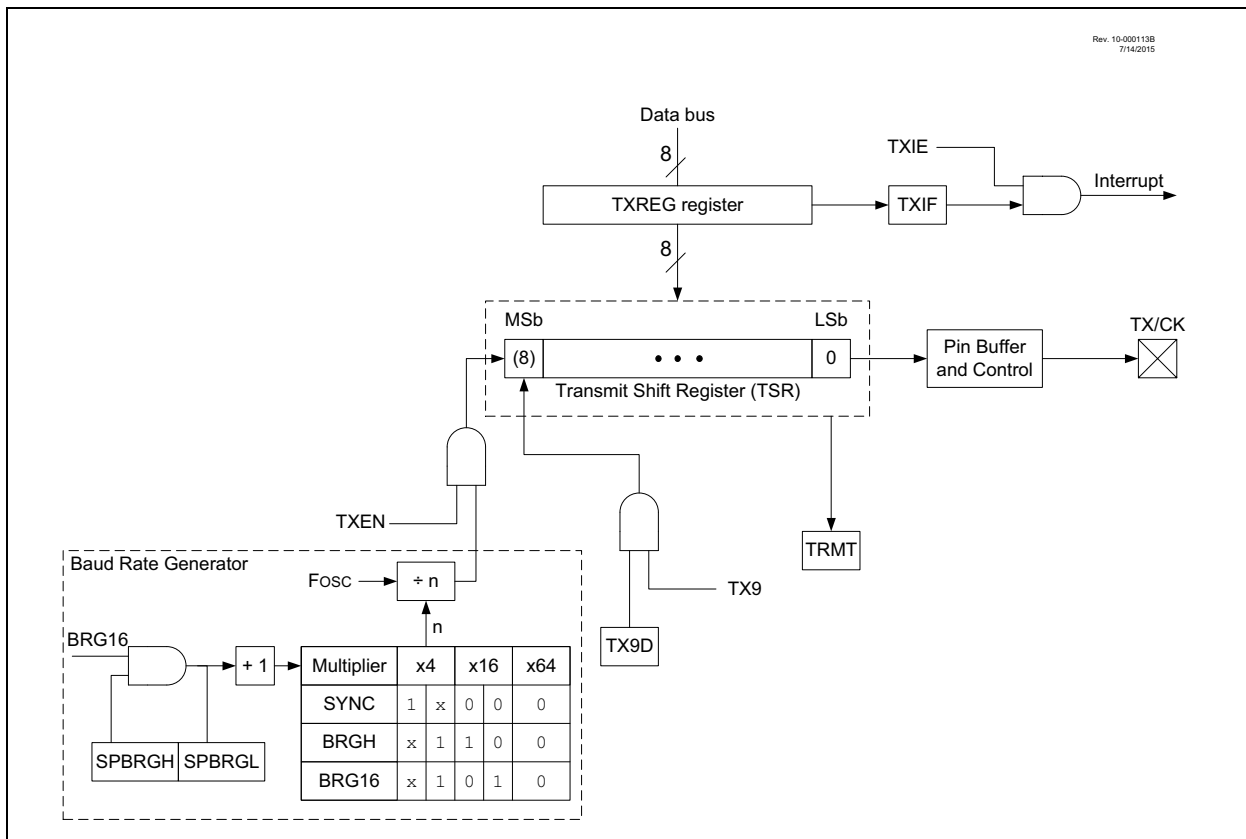 Rev. 10-000113B
7/14/2015
Data bus
8
TXIE
Interrupt
TXREG register
TXIF
8
MSb
LSb
TX/CK
(8)
• • •
0
Pin Buffer
and Control
Transmit Shift Register (TSR)
TXEN
TRMT
Baud Rate Generator
FOSC
÷ n
TX9
n
TX9D
BRG16
+ 1
Multiplier x4 x16 x64
SYNC 1 x 0 0 0
BRGH x 1 1 0 0
BRG16 x 1 0 1 0
SPBRGH SPBRGL